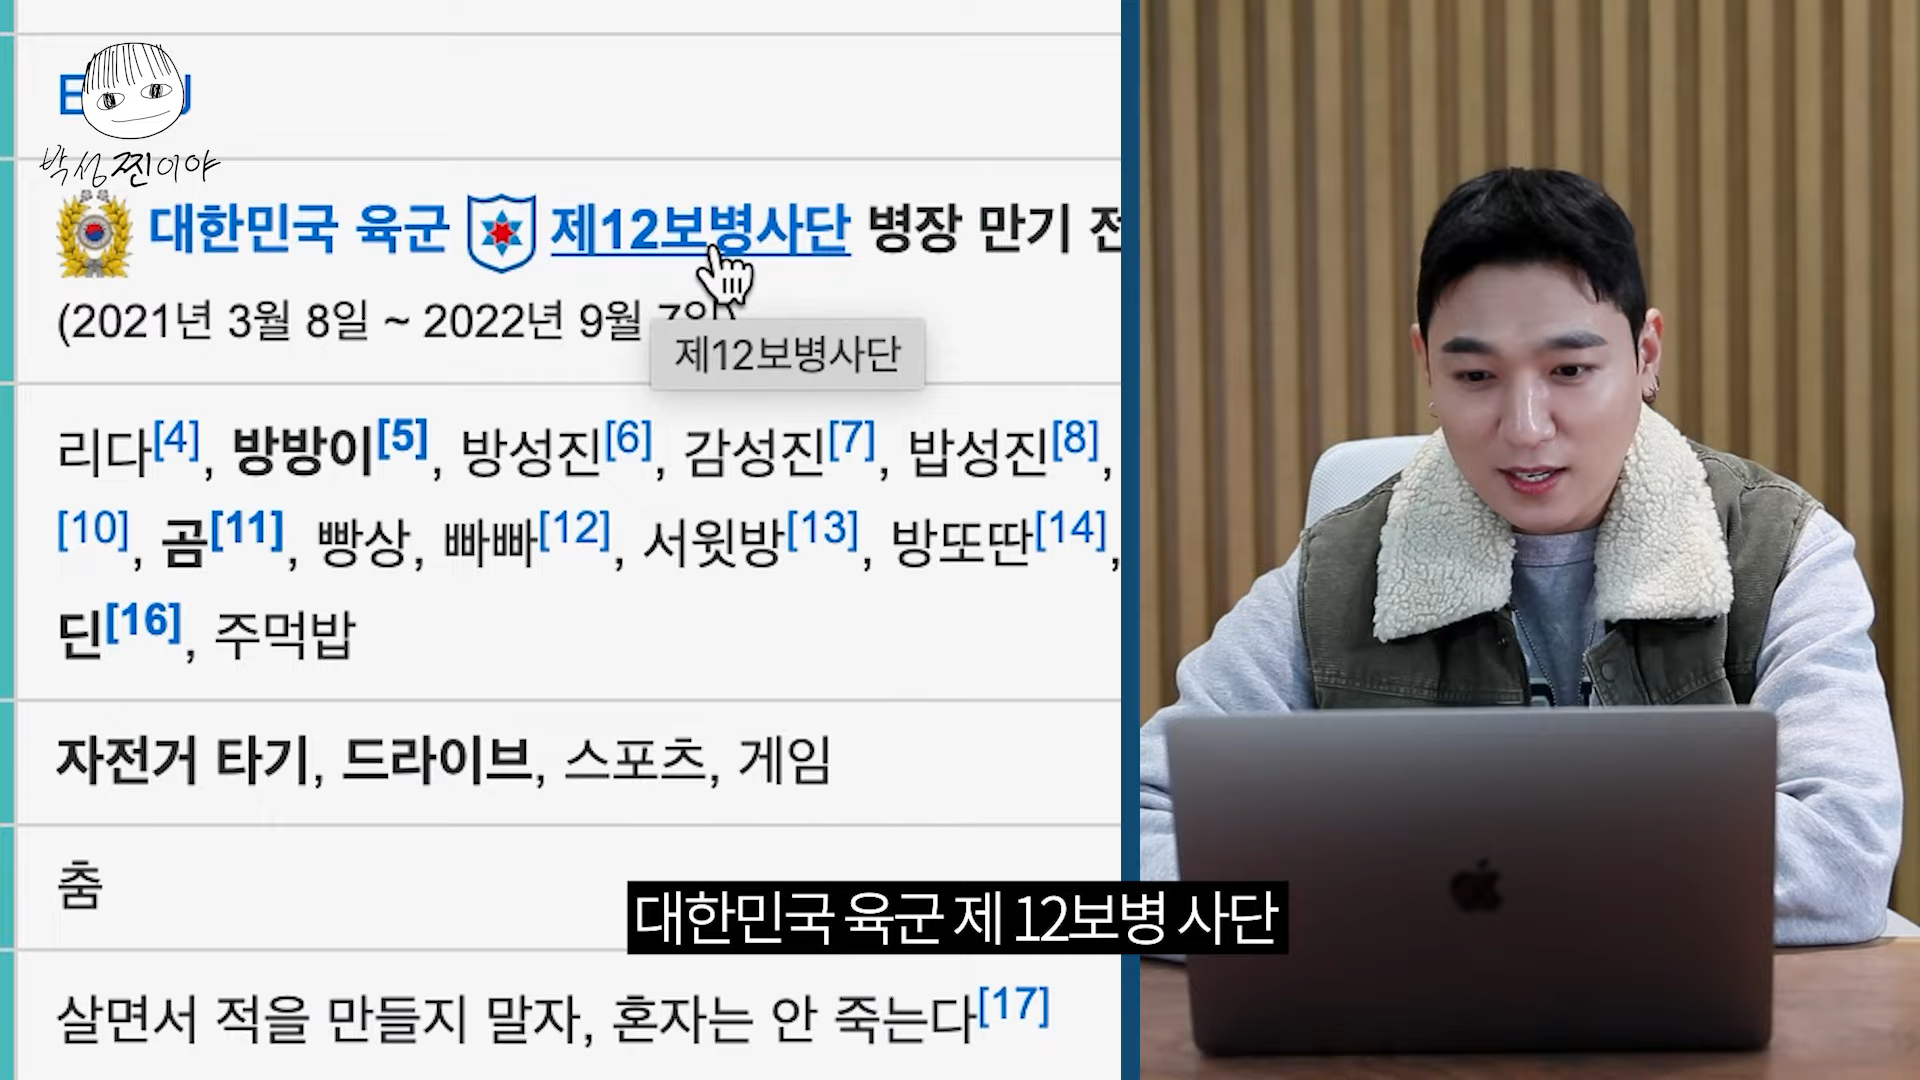 박성찐이야
대한민국 육군 제12보병사단 병장 만기
(2021년 3월 8일 ~ 2022년 9월 7일)
제12보병사단
리다[4], 방방이[5], 방성진[6], 감성진[7], 밥성진[8],
[10], 곰[11], 빵상, 빠빠[12], 서윗방[13], 방또딴[14],
딘[16], 주먹밥
자전거 타기, 드라이브, 스포츠, 게임
춤
대한민국 육군 제 12보병 사단
살면서 적을 만들지 말자, 혼자는 안 죽는다[17]